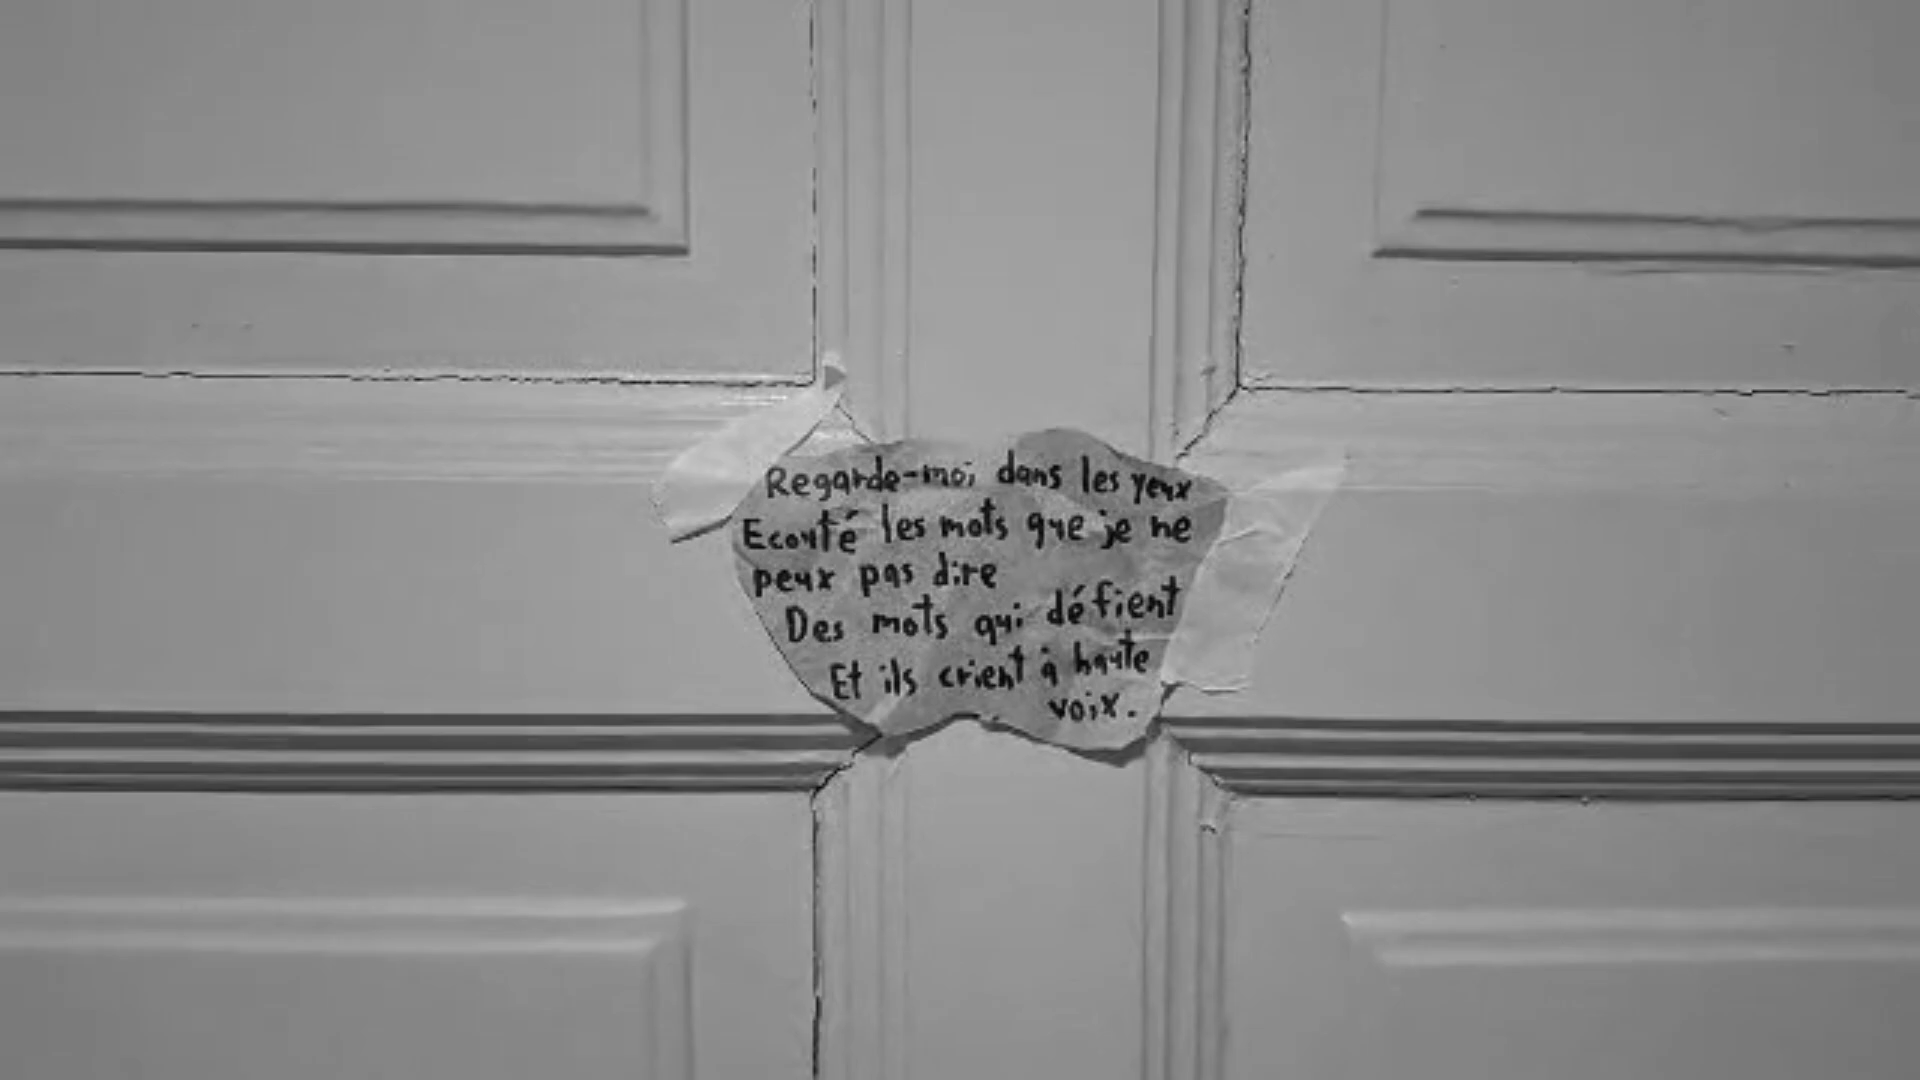 Regarde-moi dans les yeux
Ecouté les mots que je ne
peux pas dire
Des mots qui défient
Et ils crient à haute
voix.